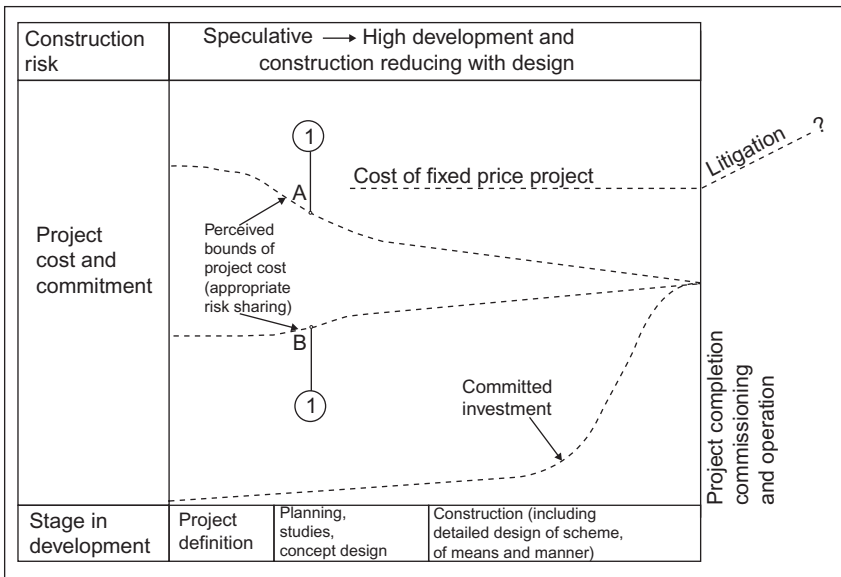 Construction
risk
Speculative → High development and
construction reducing with design
Project
cost and
commitment
1
A
Cost of fixed price project
Litigation ?
Perceived
bounds of
project cost
(appropriate
risk sharing)
B
1
Committed
investment
Project completion
commissioning
and operation
Stage in
development
Project
definition
Planning,
studies,
concept design
Construction (including
detailed design of scheme,
of means and manner)